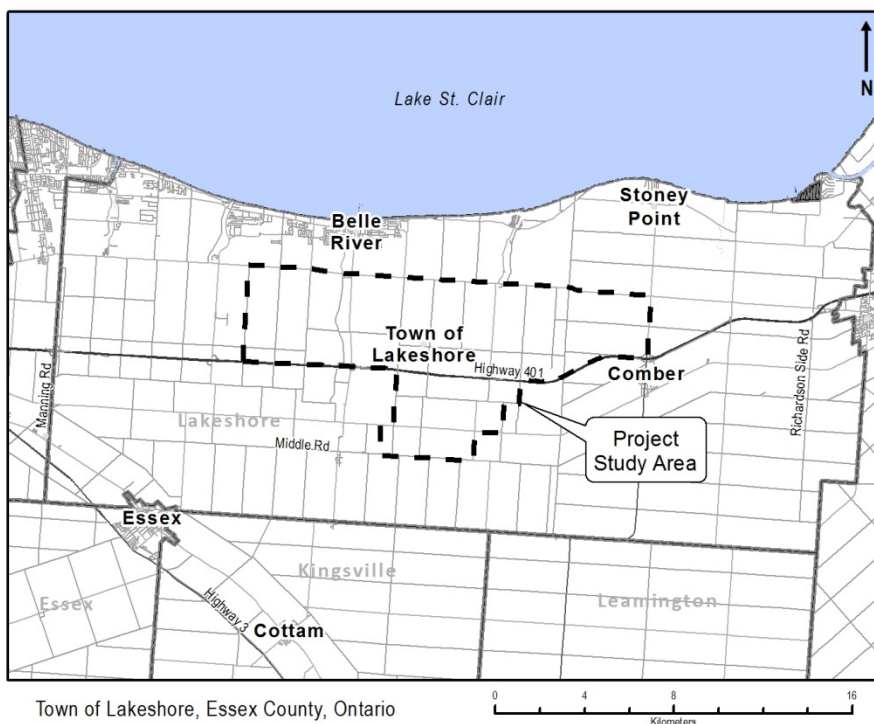 N
Lake St. Clair
Stoney
Point
Belle
River
Town of
Lakeshore
Highway 401
Comber
Manning Rd
Richardson Side Rd
Lakeshore
Middle Rd
Project
Study Area
Essex
Kingsville
Essex
Highway 3
Leamington
Cottam
Town of Lakeshore, Essex County, Ontario
0 4 8 16
Kilometers